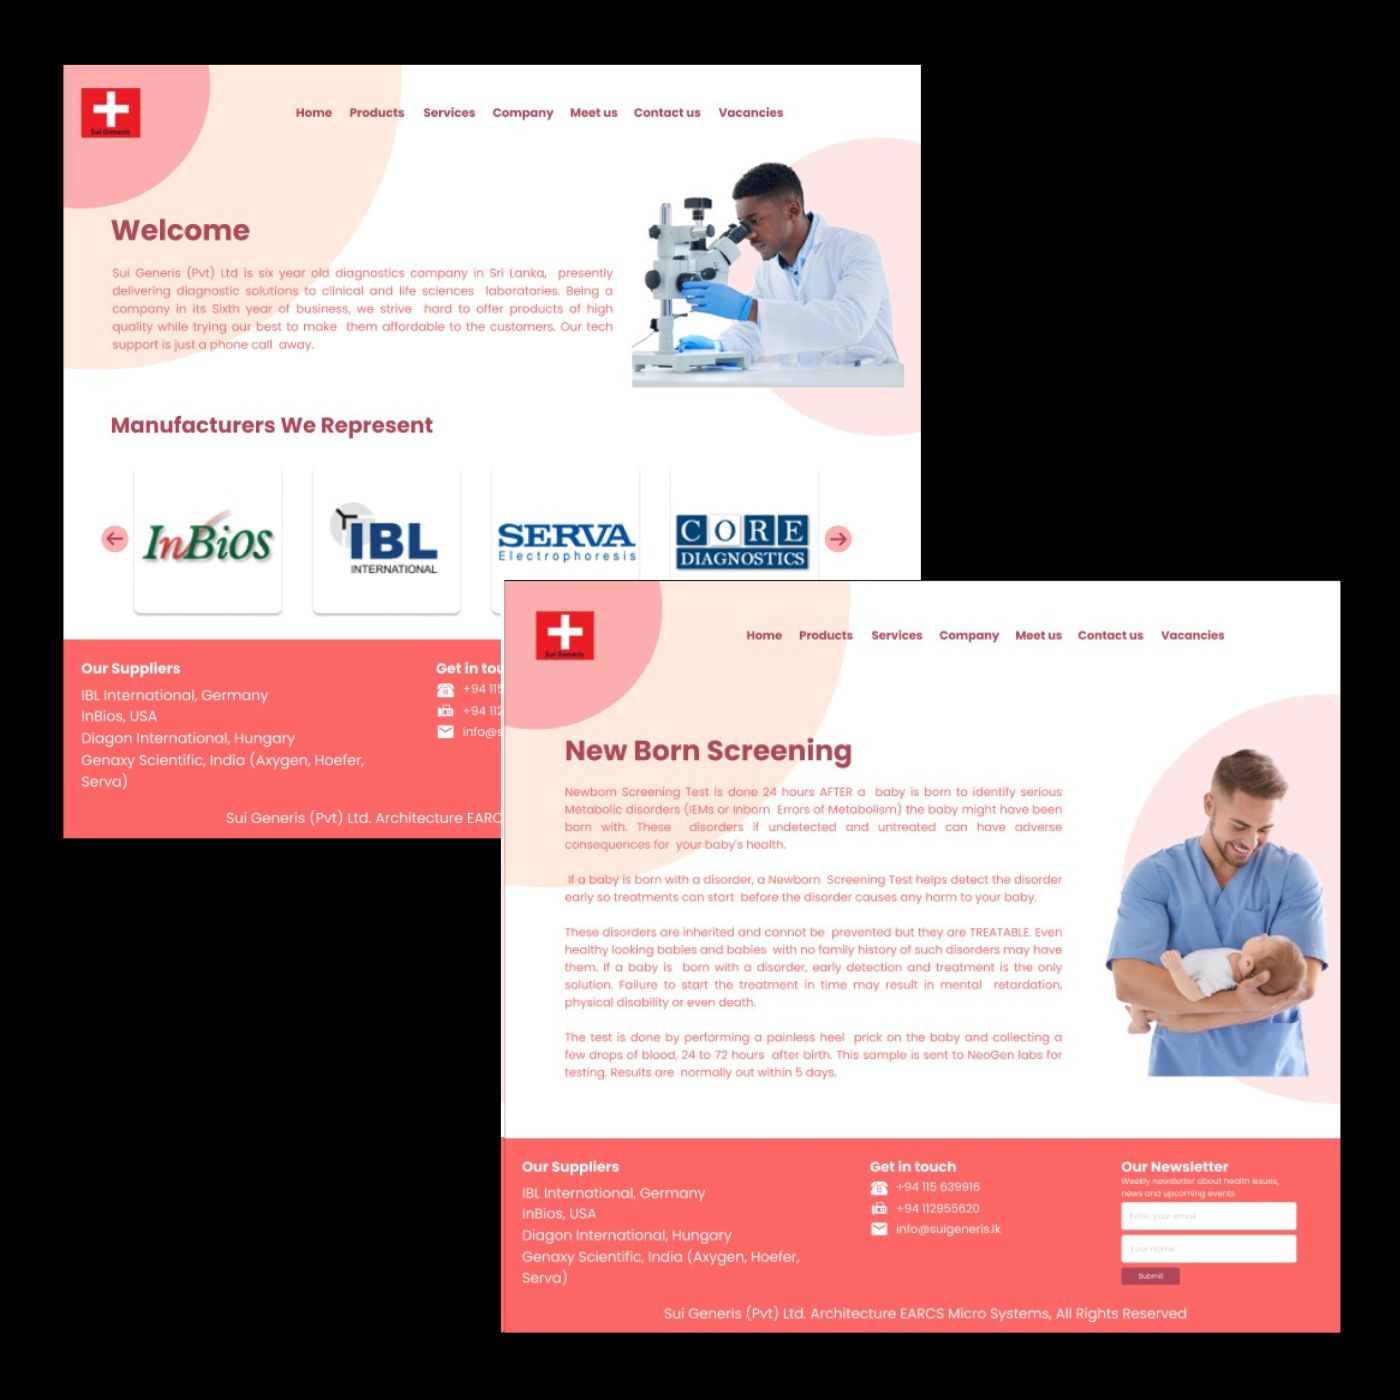 Sui Generis
Home Products Services Company Meet us Contact us Vacancies
Welcome
Sui Generis (Pvt) Ltd is six year old diagnostics company in Sri Lanka, presently
delivering diagnostic solutions to clinical and life sciences laboratories. Being a
company in its Sixth year of business, we strive hard to offer products of high
quality while trying our best to make them affordable to the customers. Our tech
support is just a phone call away.
Manufacturers We Represent
InBios
IBL
INTERNATIONAL
SERVA
Electrophoresis
CORE
DIAGNOSTICS
Our Suppliers
IBL International, Germany
InBios, USA
Diagon International, Hungary
Genaxy Scientific, India (Axygen, Hoefer,
Serva)
Get in tou
+94 115
+94 112
info@s
Sui Generis (Pvt) Ltd. Architecture EARC
Sui Generis
Home Products Services Company Meet us Contact us Vacancies
New Born Screening
Newborn Screening Test is done 24 hours AFTER a baby is born to identify serious
Metabolic disorders (IEMs or Inborn Errors of Metabolism) the baby might have been
born with. These disorders if undetected and untreated can have adverse
consequences for your baby's health.
If a baby is born with a disorder, a Newborn Screening Test helps detect the disorder
early so treatments can start before the disorder causes any harm to your baby.
These disorders are inherited and cannot be prevented but they are TREATABLE. Even
healthy looking babies and babies with no family history of such disorders may have
them. If a baby is born with a disorder, early detection and treatment is the only
solution. Failure to start the treatment in time may result in mental retardation,
physical disability or even death.
The test is done by performing a painless heel prick on the baby and collecting a
few drops of blood, 24 to 72 hours after birth. This sample is sent to NeoGen labs for
testing. Results are normally out within 5 days.
Our Suppliers
IBL International, Germany
InBios, USA
Diagon International, Hungary
Genaxy Scientific, India (Axygen, Hoefer,
Serva)
Get in touch
+94 115 639916
+94 112955620
info@suigeneris.lk
Our Newsletter
Weekly newsletter about health issues,
news and upcoming events
Enter your email
Your name
Submit
Sui Generis (Pvt) Ltd. Architecture EARCS Micro Systems, All Rights Reserved